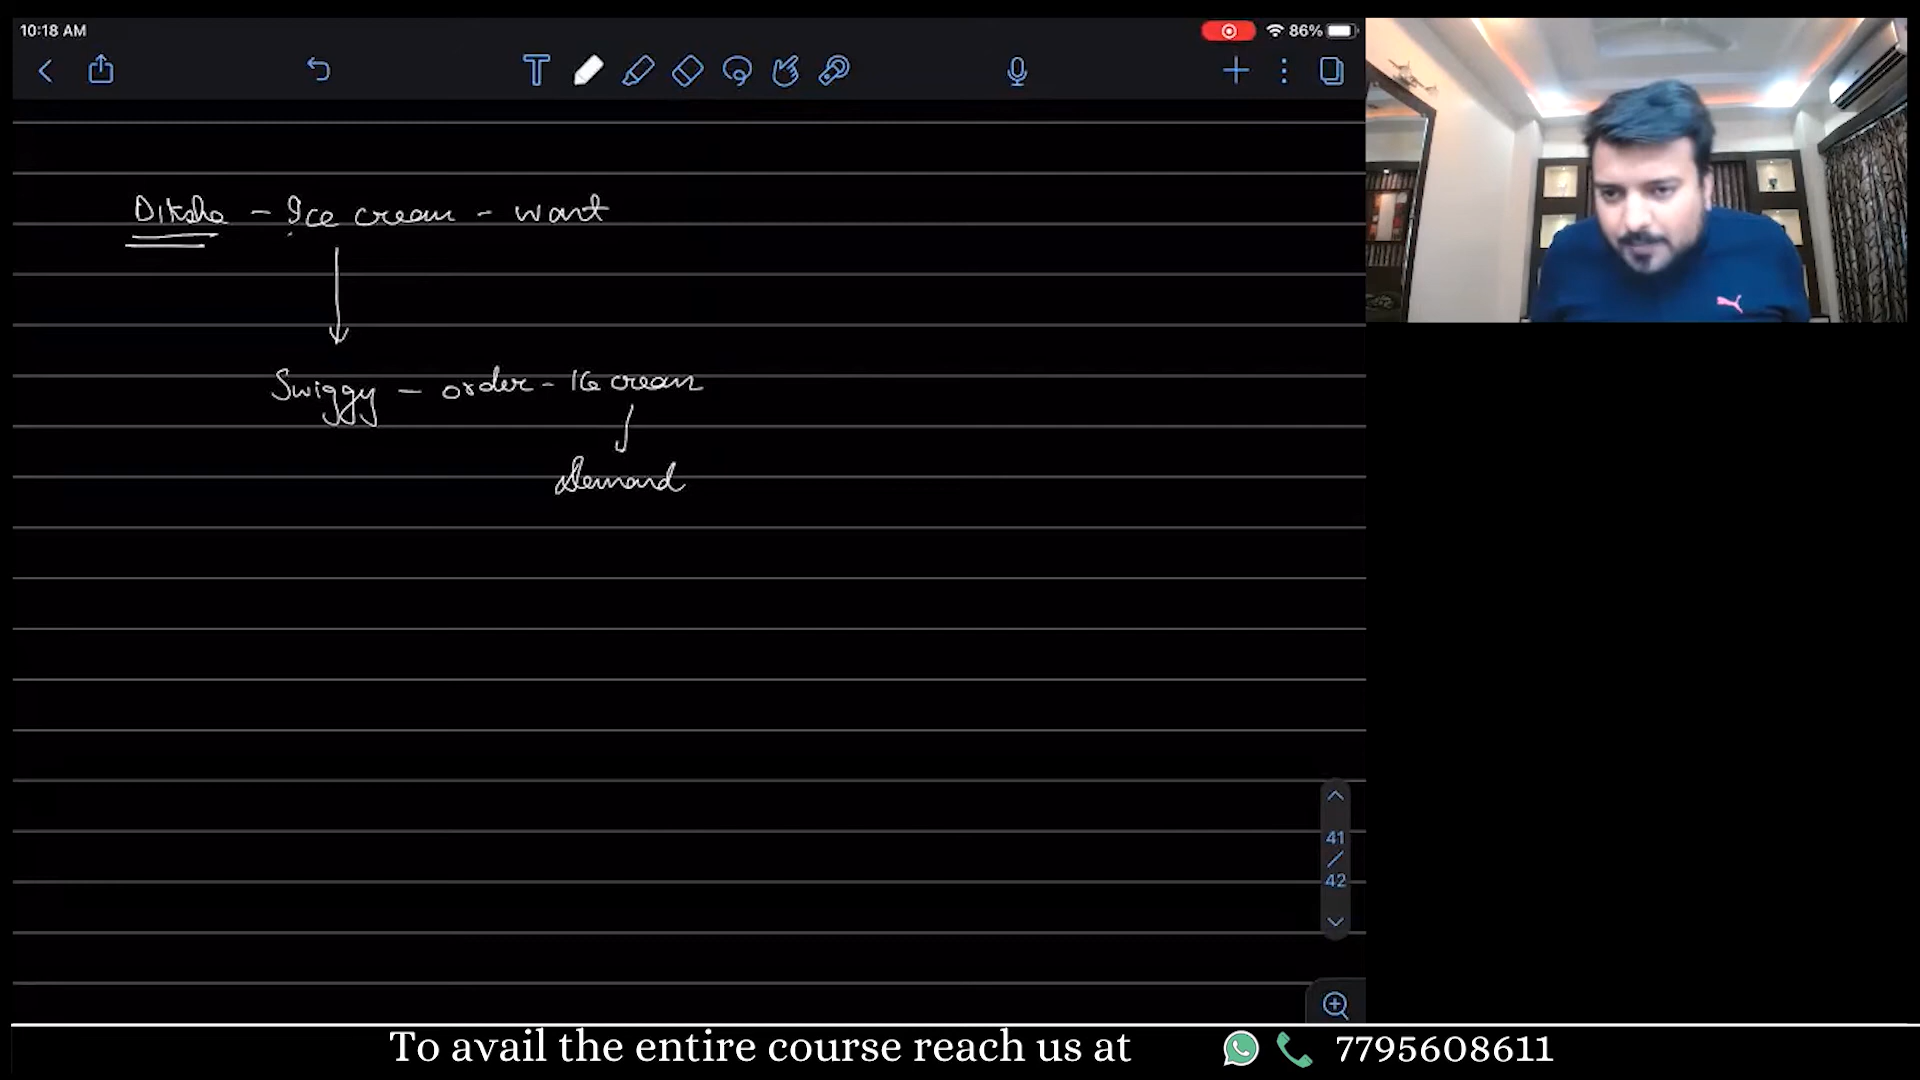 10:18 AM
86%
T
Diksha - Ice cream - want
Swiggy - order - Ice cream
Demand
41
/
42
To avail the entire course reach us at 7795608611